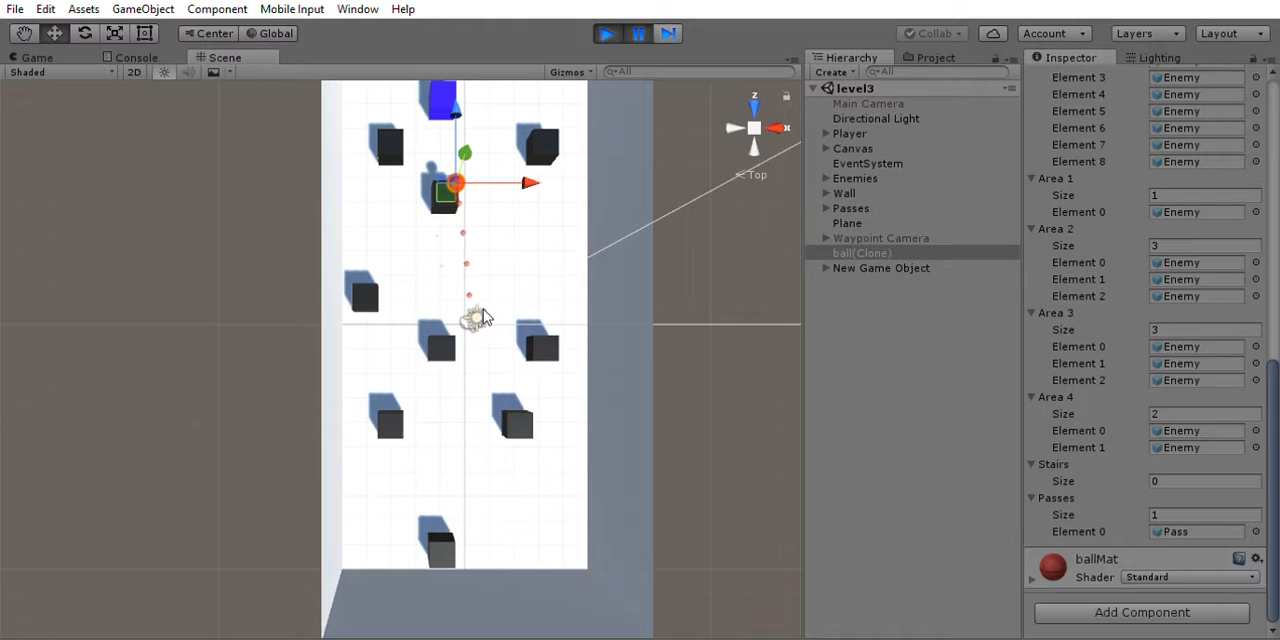 File Edit Assets GameObject Component Mobile Input Window Help
Center Global Collab Account Layers Layout
Game Console Scene
Shaded 2D Gizmos All
z
x
Top
Hierarchy Project
Create All
level3
Main Camera
Directional Light
Player
Canvas
EventSystem
Enemies
Wall
Passes
Plane
Waypoint Camera
ball(Clone)
New Game Object
Inspector Lighting
Element 3 Enemy
Element 4 Enemy
Element 5 Enemy
Element 6 Enemy
Element 7 Enemy
Element 8 Enemy
Area 1
Size 1
Element 0 Enemy
Area 2
Size 3
Element 0 Enemy
Element 1 Enemy
Element 2 Enemy
Area 3
Size 3
Element 0 Enemy
Element 1 Enemy
Element 2 Enemy
Area 4
Size 2
Element 0 Enemy
Element 1 Enemy
Stairs
Size 0
Passes
Size 1
Element 0 Pass
ballMat
Shader Standard
Add Component